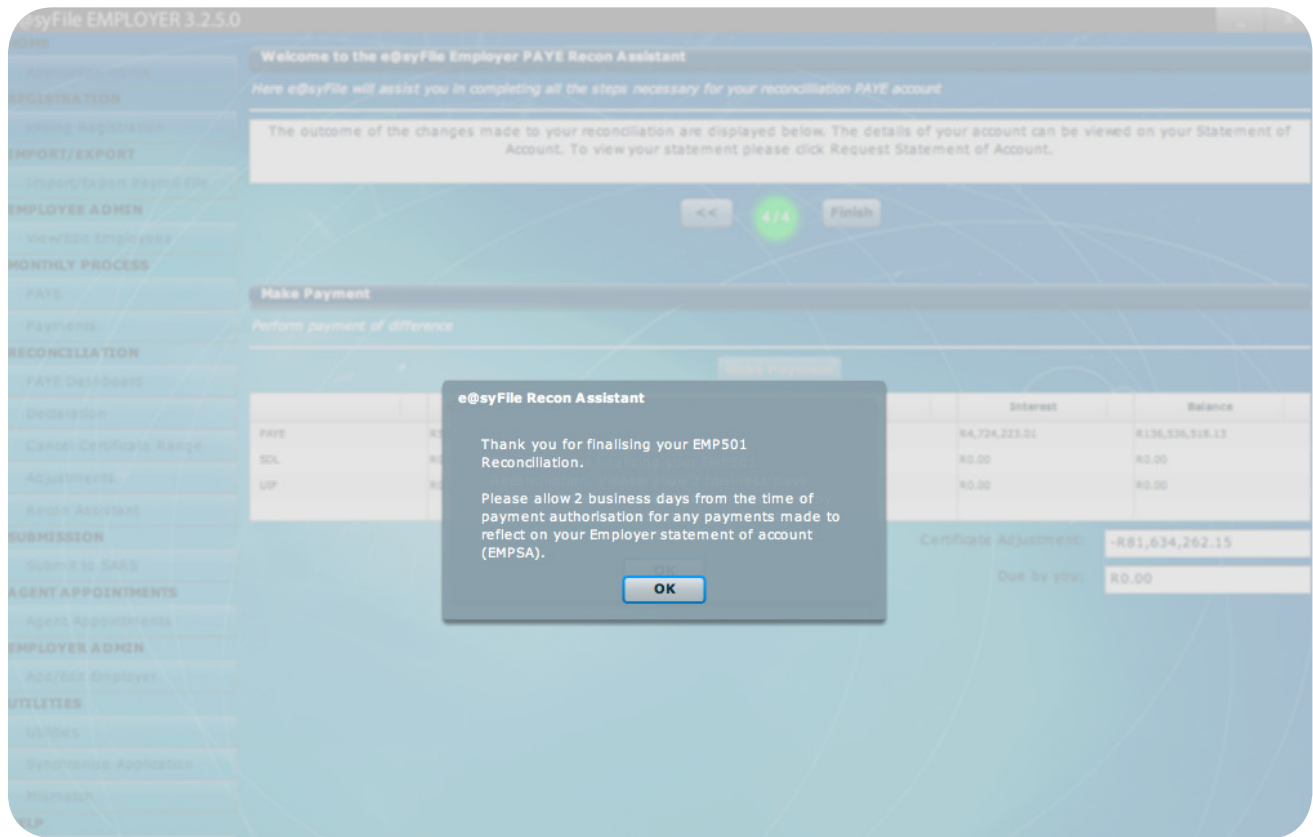 @syFile EMPLOYER 3.2.5.0
HOME
REGISTRATION
IMPORT/EXPORT
Import/Export Payroll File
EMPLOYER ADMIN
View/Edit Employees
MONTHLY PROCESS
PAYE
Payments
RECONCILIATION
PAYE Dashboard
Declaration
Cancel Certificate Range
Adjustments
Recon Assistant
SUBMISSION
Submit to SARS
AGENT APPOINTMENTS
Agent Appointments
EMPLOYER ADMIN
Add/Edit Employer
UTILITIES
Utilities
Synchronise Application
Mismatch
HELP
Welcome to the e@syFile Employer PAYE Recon Assistant
Here e@syFile will assist you in completing all the steps necessary for your reconcilliation PAYE account
The outcome of the changes made to your reconciliation are displayed below. The details of your account can be viewed on your Statement of
Account. To view your statement please click Request Statement of Account.
<< 4/4 Finish
Make Payment
Perform payment of difference
Make Payment
Interest Balance
PAYE R4,724,223.01
SDL R0.00 R0.00
UIF R0.00 R0.00
Certificate Adjustment: -R81,634,262.15
Due by you: R0.00
e@syFile Recon Assistant
Thank you for finalising your EMP501
Reconciliation.
Please allow 2 business days from the time of
payment authorisation for any payments made to
reflect on your Employer statement of account
(EMPSA).
OK